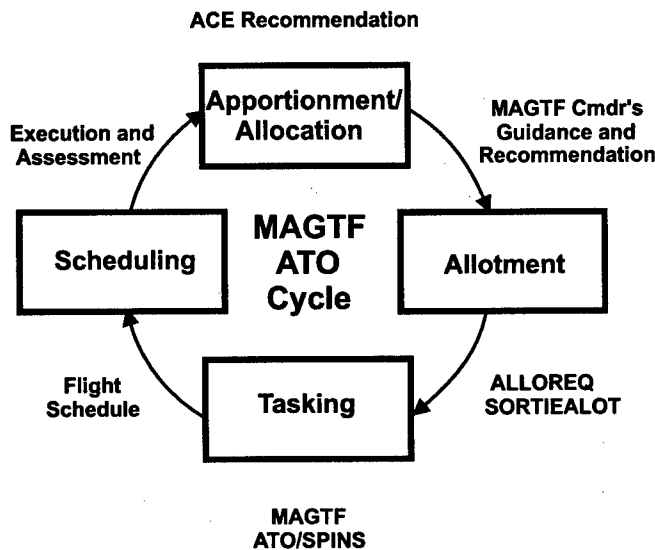 ACE Recommendation
Apportionment/
Allocation
MAGTF Cmdr's
Guidance and
Recommendation
Execution and
Assessment
Scheduling
MAGTF
ATO
Cycle
Allotment
Flight
Schedule
Tasking
ALLOREQ
SORTIEALOT
MAGTF
ATO/SPINS